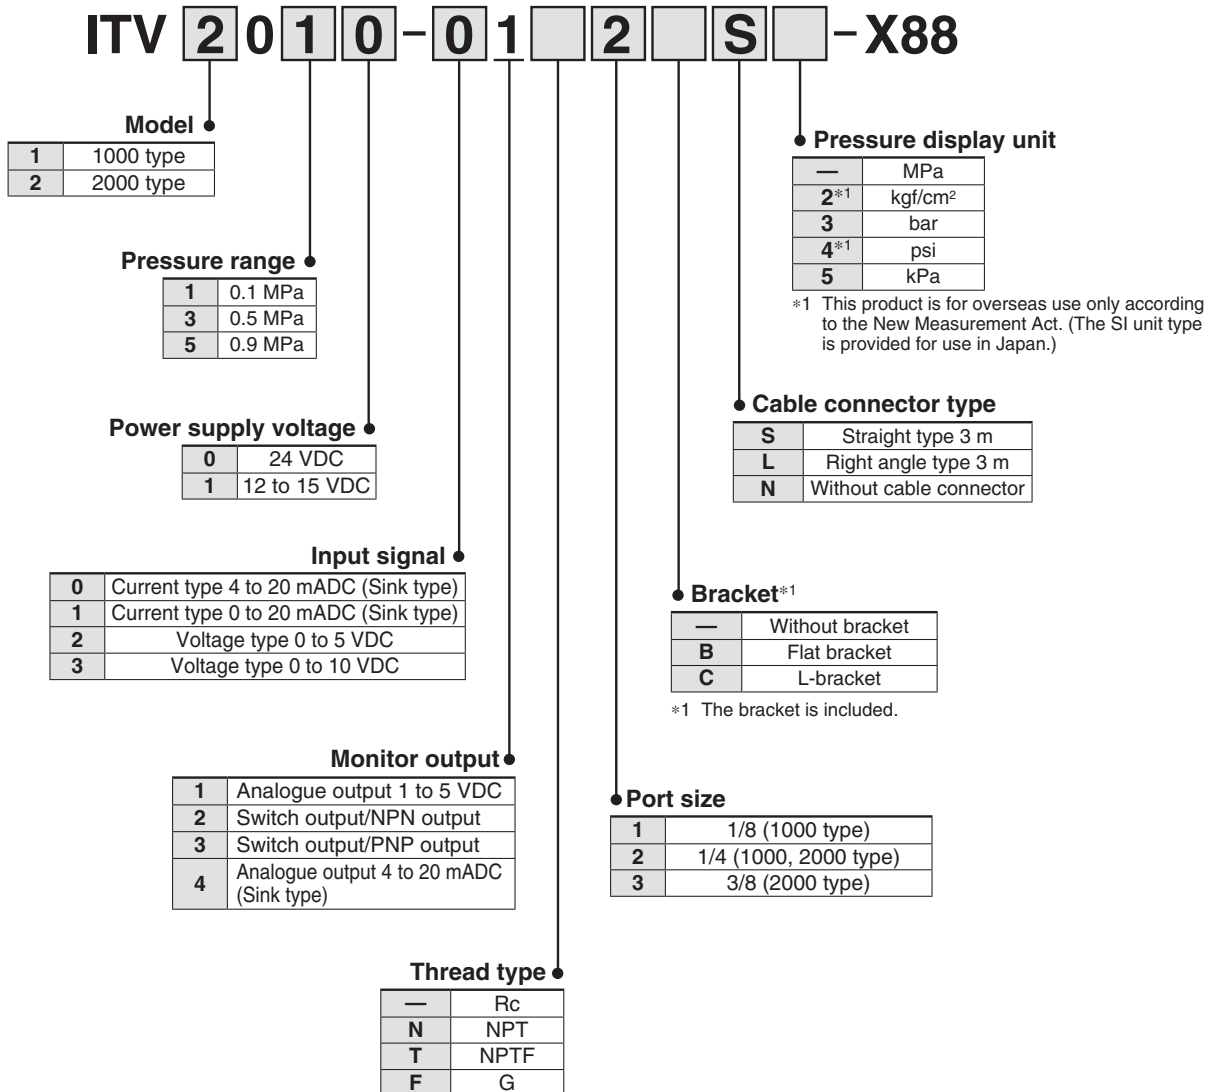 ITV 2 0 1 0 - 0 1 2 S - X88
Model
1 1000 type
2 2000 type
Pressure range
1 0.1 MPa
3 0.5 MPa
5 0.9 MPa
Power supply voltage
0 24 VDC
1 12 to 15 VDC
Input signal
0 Current type 4 to 20 mADC (Sink type)
1 Current type 0 to 20 mADC (Sink type)
2 Voltage type 0 to 5 VDC
3 Voltage type 0 to 10 VDC
Monitor output
1 Analogue output 1 to 5 VDC
2 Switch output/NPN output
3 Switch output/PNP output
4 Analogue output 4 to 20 mADC
(Sink type)
Thread type
— Rc
N NPT
T NPTF
F G
Pressure display unit
— MPa
2*1 kgf/cm²
3 bar
4*1 psi
5 kPa
*1 This product is for overseas use only according
to the New Measurement Act. (The SI unit type
is provided for use in Japan.)
Cable connector type
S Straight type 3 m
L Right angle type 3 m
N Without cable connector
Bracket*1
— Without bracket
B Flat bracket
C L-bracket
*1 The bracket is included.
Port size
1 1/8 (1000 type)
2 1/4 (1000, 2000 type)
3 3/8 (2000 type)